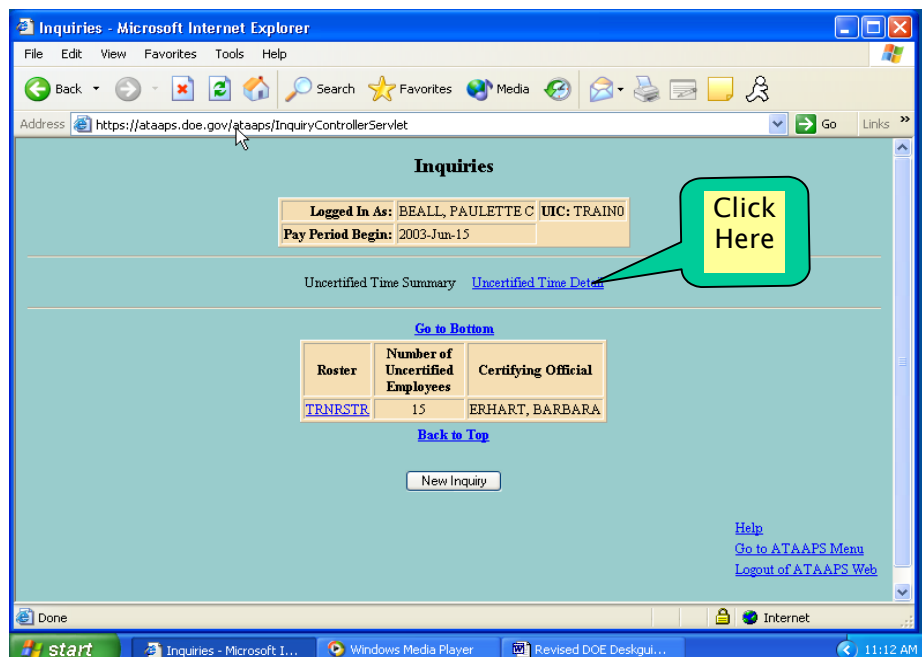 Inquiries - Microsoft Internet Explorer
File Edit View Favorites Tools Help
Back Search Favorites Media
Address https://ataaps.doe.gov/ataaps/InquiryControllerServlet Go Links »
Inquiries
Logged In As: BEALL, PAULETTE C UIC: TRAIN0
Pay Period Begin: 2003-Jun-15
Click
Here
Uncertified Time Summary Uncertified Time Detail
Go to Bottom
Roster Number of Uncertified Employees Certifying Official
TRNRSTR 15 ERHART, BARBARA
Back to Top
New Inquiry
Help
Go to ATAAPS Menu
Logout of ATAAPS Web
Done Internet
start Inquiries - Microsoft I... Windows Media Player Revised DOE Deskgui... 11:12 AM